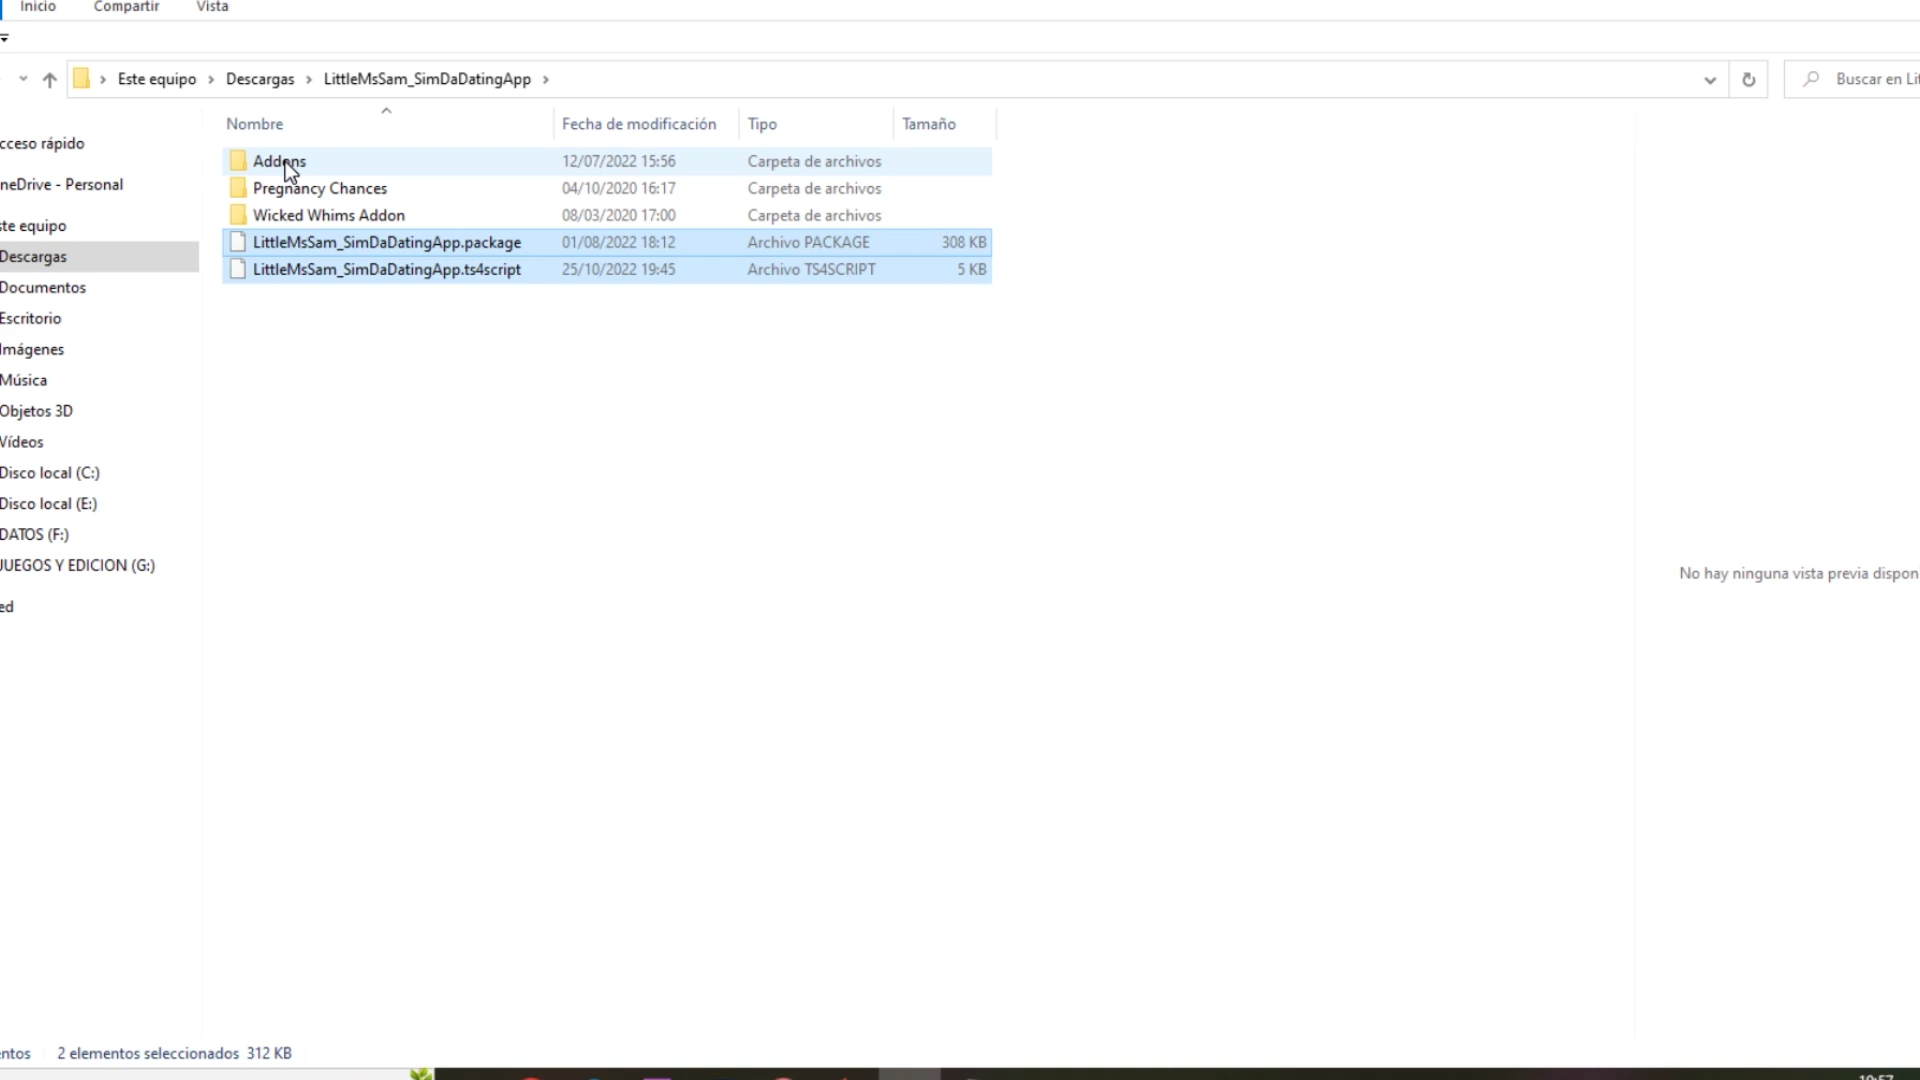 Inicio Compartir Vista
Este equipo Descargas LittleMsSam_SimDaDatingApp Buscar en Lit
Nombre Fecha de modificación Tipo Tamaño
cceso rápido
neDrive - Personal
ste equipo
Descargas
Documentos
Escritorio
Imágenes
Música
Objetos 3D
Vídeos
Disco local (C:)
Disco local (E:)
DATOS (F:)
JUEGOS Y EDICION (G:)
ed
Addons 12/07/2022 15:56 Carpeta de archivos
Pregnancy Chances 04/10/2020 16:17 Carpeta de archivos
Wicked Whims Addon 08/03/2020 17:00 Carpeta de archivos
LittleMsSam_SimDaDatingApp.package 01/08/2022 18:12 Archivo PACKAGE 308 KB
LittleMsSam_SimDaDatingApp.ts4script 25/10/2022 19:45 Archivo TS4SCRIPT 5 KB
No hay ninguna vista previa dispon
entos 2 elementos seleccionados 312 KB